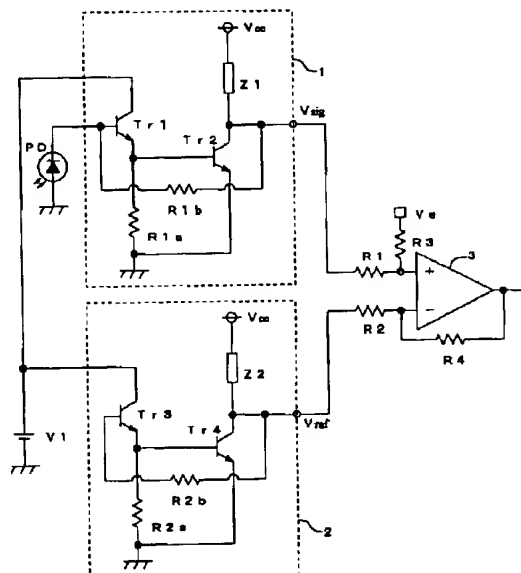 Vcc
1
Z1
Vsig
Tr1
Tr2
PD
R1b
R1a
Ve
R3
R1
3
+
R2
−
R4
Vcc
Z2
Tr3
Tr4
Vref
V1
R2b
R2a
2